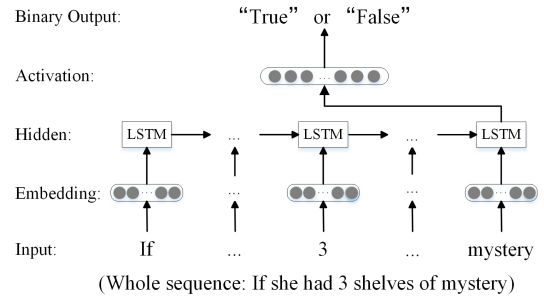 Binary Output: “True” or “False”
Activation: ...
Hidden: LSTM ... LSTM ... LSTM
Embedding: ... ... ... ... ...
Input: If ... 3 ... mystery
(Whole sequence: If she had 3 shelves of mystery)